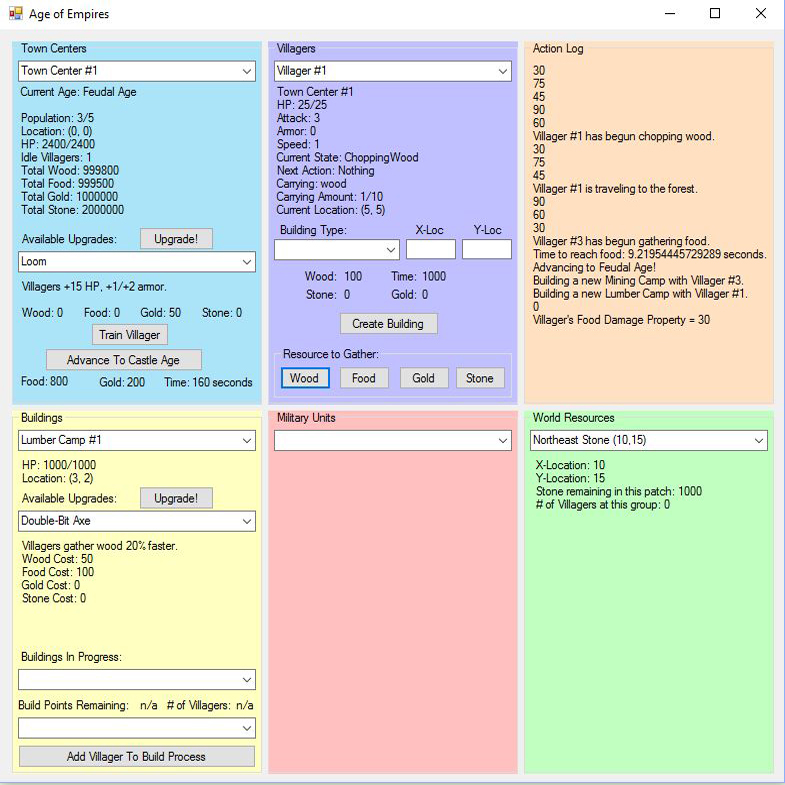 Age of Empires
Town Centers
Town Center #1
Current Age: Feudal Age
Population: 3/5
Location: (0, 0)
HP: 2400/2400
Idle Villagers: 1
Total Wood: 999800
Total Food: 999500
Total Gold: 1000000
Total Stone: 2000000
Available Upgrades: Upgrade!
Loom
Villagers +15 HP, +1/+2 armor.
Wood: 0 Food: 0 Gold: 50 Stone: 0
Train Villager
Advance To Castle Age
Food: 800 Gold: 200 Time: 160 seconds
Villagers
Villager #1
Town Center #1
HP: 25/25
Attack: 3
Armor: 0
Speed: 1
Current State: ChoppingWood
Next Action: Nothing
Carrying: wood
Carrying Amount: 1/10
Current Location: (5, 5)
Building Type: X-Loc Y-Loc
Wood: 100 Time: 1000
Stone: 0 Gold: 0
Create Building
Resource to Gather:
Wood Food Gold Stone
Action Log
30
75
45
90
60
Villager #1 has begun chopping wood.
30
75
45
Villager #1 is traveling to the forest.
90
60
30
Villager #3 has begun gathering food.
Time to reach food: 9.21954445729289 seconds.
Advancing to Feudal Age!
Building a new Mining Camp with Villager #3.
Building a new Lumber Camp with Villager #1.
0
Villager's Food Damage Property = 30
Buildings
Lumber Camp #1
HP: 1000/1000
Location: (3, 2)
Available Upgrades: Upgrade!
Double-Bit Axe
Villagers gather wood 20% faster.
Wood Cost: 50
Food Cost: 100
Gold Cost: 0
Stone Cost: 0
Buildings In Progress:
Build Points Remaining: n/a # of Villagers: n/a
Add Villager To Build Process
Military Units
World Resources
Northeast Stone (10,15)
X-Location: 10
Y-Location: 15
Stone remaining in this patch: 1000
# of Villagers at this group: 0